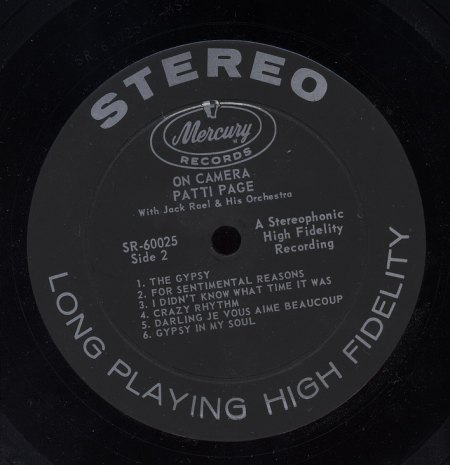 STEREO
Mercury
RECORDS
ON CAMERA
PATTI PAGE
With Jack Rael & His Orchestra
SR-60025
Side 2
A Stereophonic
High Fidelity
Recording
1. THE GYPSY
2. FOR SENTIMENTAL REASONS
3. I DIDN'T KNOW WHAT TIME IT WAS
4. CRAZY RHYTHM
5. DARLING JE VOUS AIME BEAUCOUP
6. GYPSY IN MY SOUL
LONG PLAYING HIGH FIDELITY